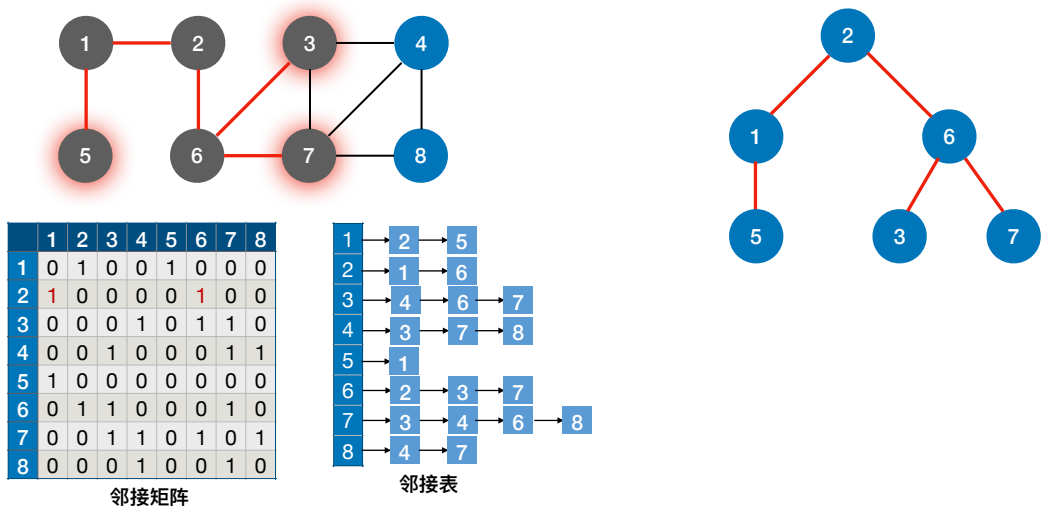 1 2 3 4
5 6 7 8
2
1 6
5 3 7
1 2 3 4 5 6 7 8
1 0 1 0 0 1 0 0 0
2 1 0 0 0 0 1 0 0
3 0 0 0 1 0 1 1 0
4 0 0 1 0 0 0 1 1
5 1 0 0 0 0 0 0 0
6 0 1 1 0 0 0 1 0
7 0 0 1 1 0 1 0 1
8 0 0 0 1 0 0 1 0
邻接矩阵
1 2 5
2 1 6
3 4 6 7
4 3 7 8
5 1
6 2 3 7
7 3 4 6 8
8 4 7
邻接表